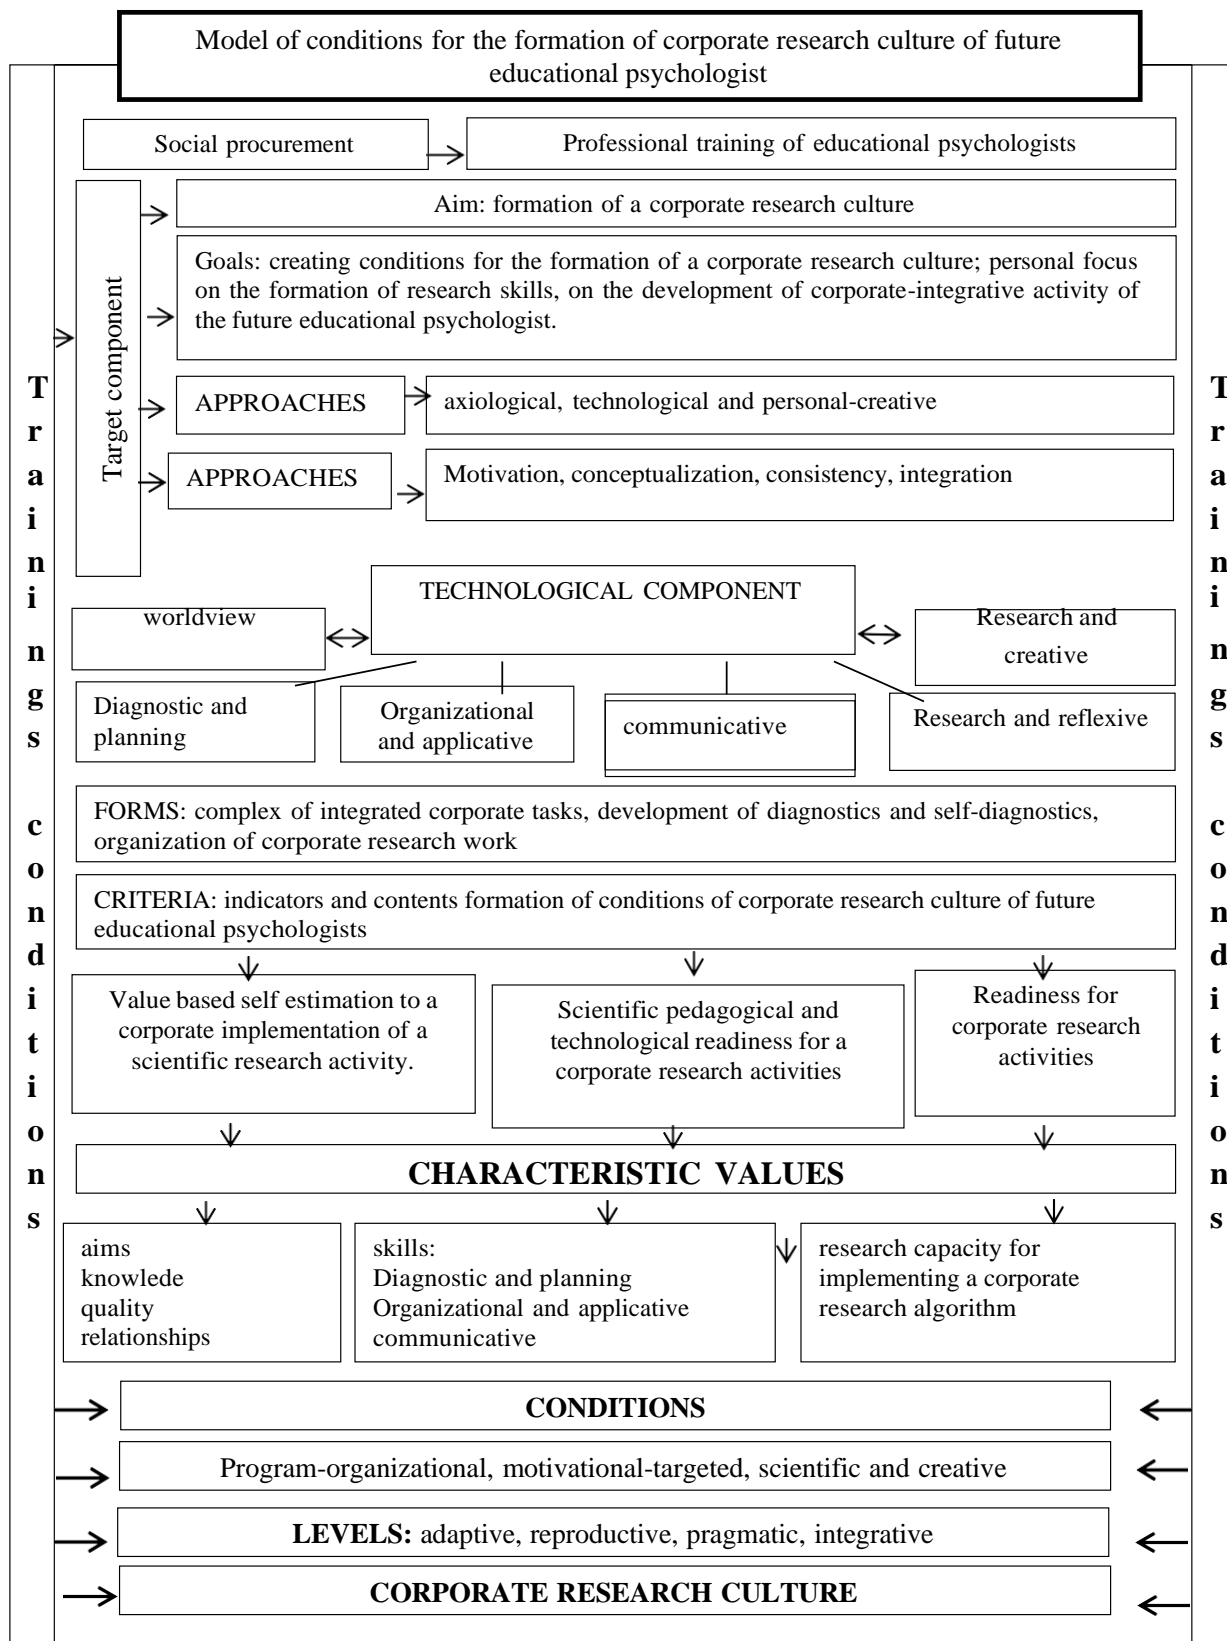 Model of conditions for the formation of corporate research culture of future
educational psychologist
Social procurement
Professional training of educational psychologists
Target component
Aim: formation of a corporate research culture
Goals: creating conditions for the formation of a corporate research culture; personal focus
on the formation of research skills, on the development of corporate-integrative activity of
the future educational psychologist.
APPROACHES
axiological, technological and personal-creative
APPROACHES
Motivation, conceptualization, consistency, integration
Trainings conditions
Trainings conditions
TECHNOLOGICAL COMPONENT
worldview
Research and
creative
Diagnostic and
planning
Organizational
and applicative
communicative
Research and reflexive
FORMS: complex of integrated corporate tasks, development of diagnostics and self-diagnostics,
organization of corporate research work
CRITERIA: indicators and contents formation of conditions of corporate research culture of future
educational psychologists
Value based self estimation to a
corporate implementation of a
scientific research activity.
Scientific pedagogical and
technological readiness for a
corporate research activities
Readiness for
corporate research
activities
CHARACTERISTIC VALUES
aims
knowlede
quality
relationships
skills:
Diagnostic and planning
Organizational and applicative
communicative
research capacity for
implementing a corporate
research algorithm
CONDITIONS
Program-organizational, motivational-targeted, scientific and creative
LEVELS: adaptive, reproductive, pragmatic, integrative
CORPORATE RESEARCH CULTURE